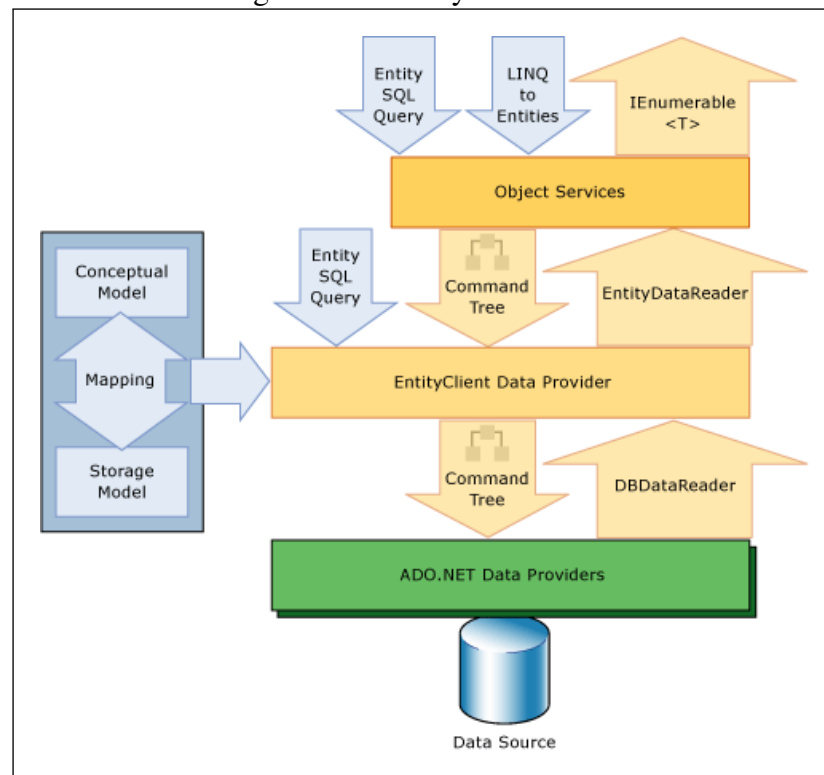 Entity
SQL
Query
LINQ
to
Entities
IEnumerable
<T>
Object Services
Conceptual
Model
Mapping
Storage
Model
Entity
SQL
Query
Command
Tree
EntityDataReader
EntityClient Data Provider
Command
Tree
DBDataReader
ADO.NET Data Providers
Data Source